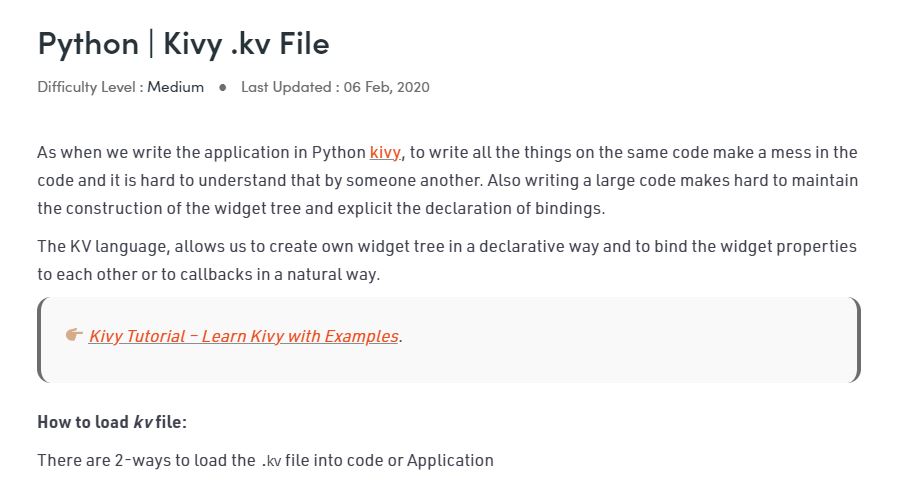 Python | Kivy .kv File
Difficulty Level : Medium ● Last Updated : 06 Feb, 2020
As when we write the application in Python kivy, to write all the things on the same code make a mess in the
code and it is hard to understand that by someone another. Also writing a large code makes hard to maintain
the construction of the widget tree and explicit the declaration of bindings.
The KV language, allows us to create own widget tree in a declarative way and to bind the widget properties
to each other or to callbacks in a natural way.
Kivy Tutorial – Learn Kivy with Examples.
How to load kv file:
There are 2-ways to load the .kv file into code or Application